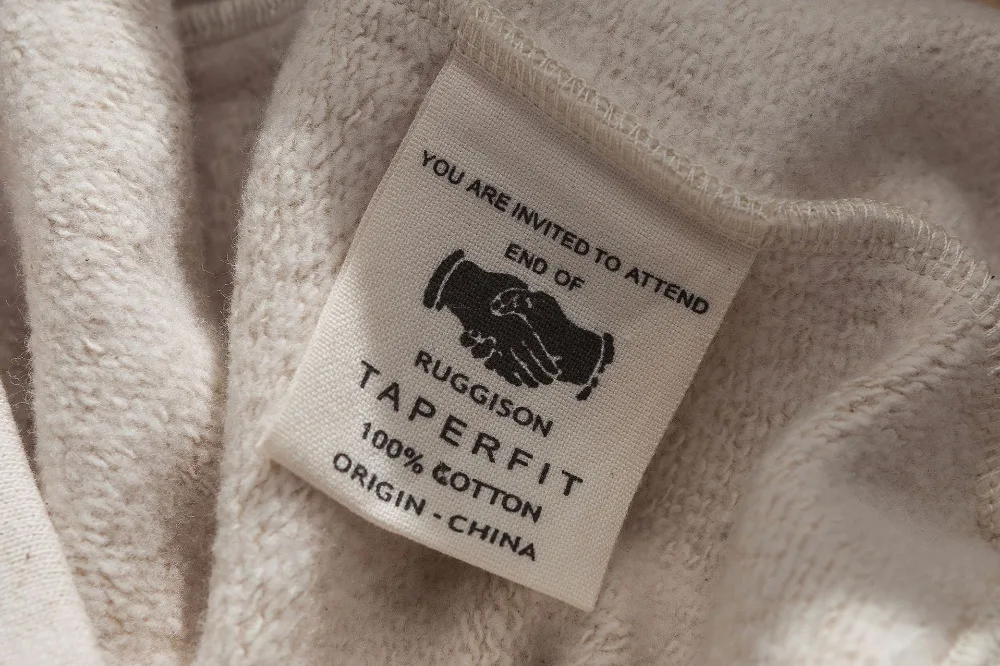 YOU ARE INVITED TO ATTEND
END OF
RUGGISON
TAPERFIT
100% COTTON
ORIGIN - CHINA